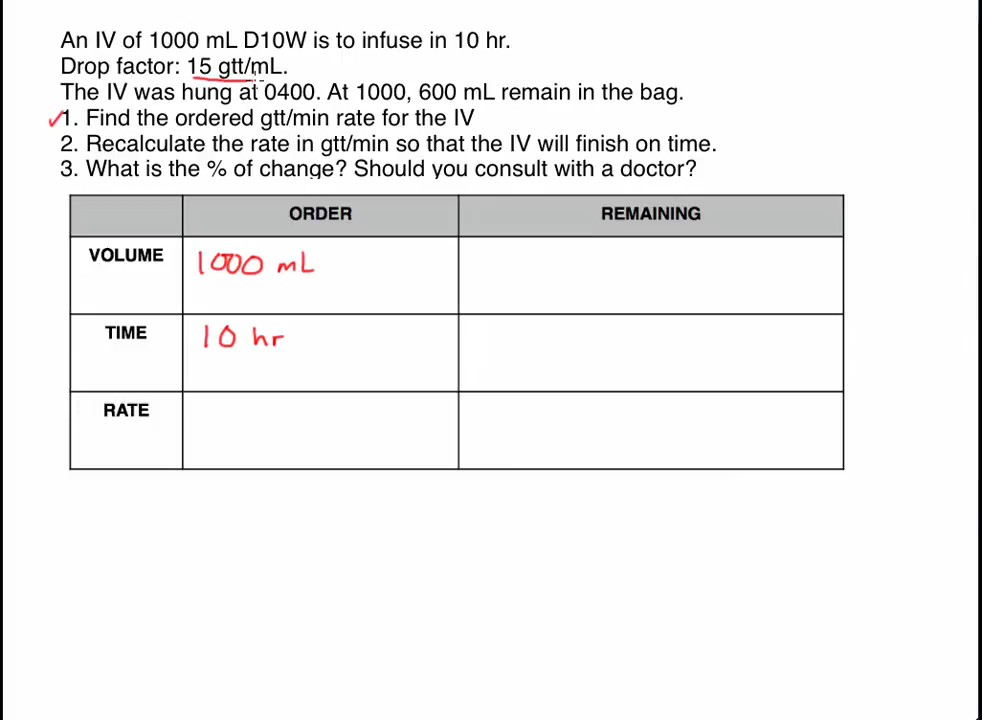 An IV of 1000 mL D10W is to infuse in 10 hr.
Drop factor: 15 gtt/mL.
The IV was hung at 0400. At 1000, 600 mL remain in the bag.
✓1. Find the ordered gtt/min rate for the IV
2. Recalculate the rate in gtt/min so that the IV will finish on time.
3. What is the % of change? Should you consult with a doctor?
ORDER REMAINING
VOLUME 1000 mL
TIME 10 hr
RATE